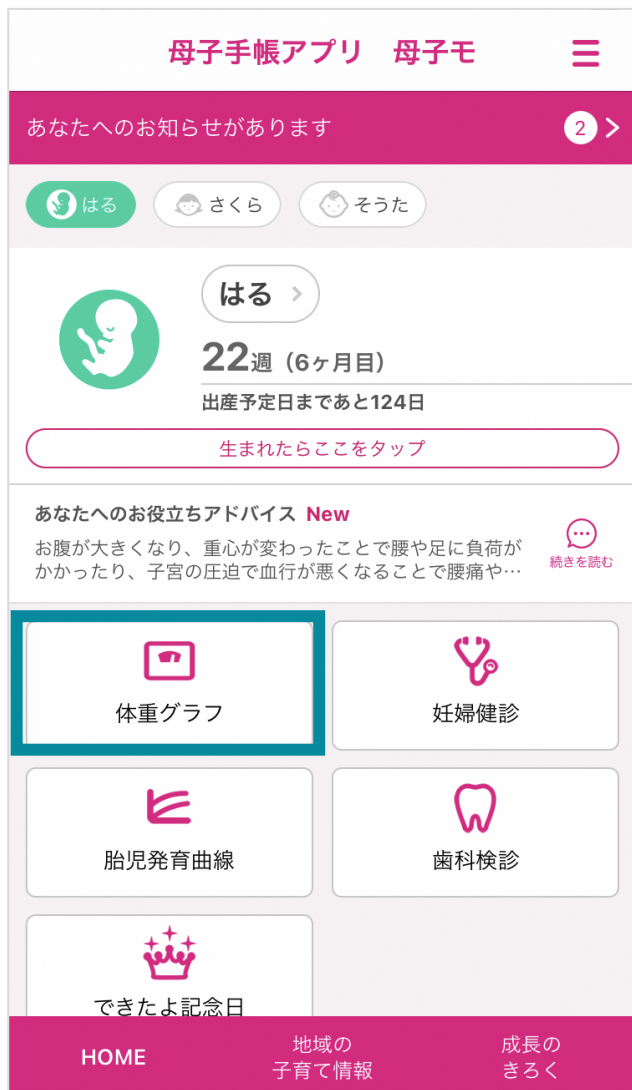 母子手帳アプリ　母子モ
あなたへのお知らせがあります
2
はる
さくら
そうた
はる
22週（6ヶ月目）
出産予定日まであと124日
生まれたらここをタップ
あなたへのお役立ちアドバイス New
お腹が大きくなり、重心が変わったことで腰や足に負荷が
かかったり、子宮の圧迫で血行が悪くなることで腰痛や…
続きを読む
体重グラフ
妊婦健診
胎児発育曲線
歯科検診
できたよ記念日
HOME
地域の
子育て情報
成長の
きろく